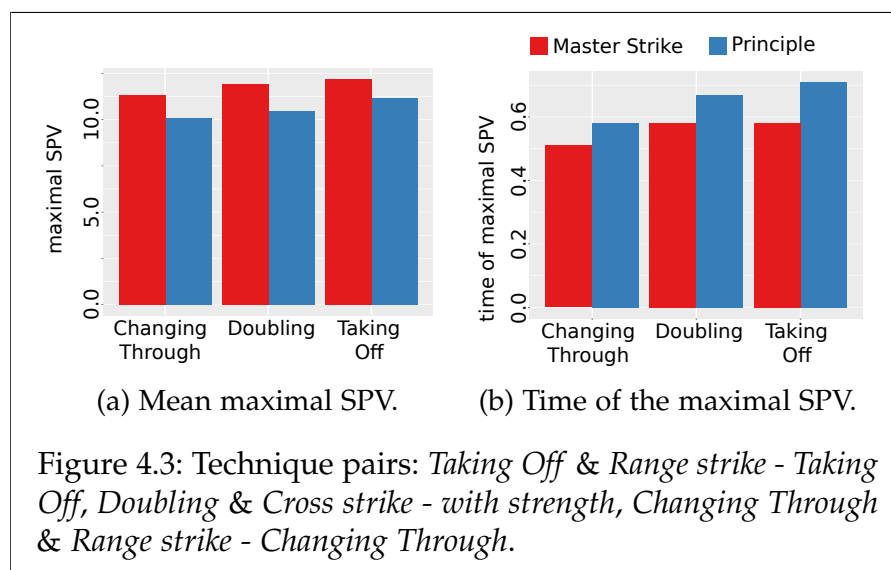 Master Strike Principle
maximal SPV
0.0 5.0 10.0
Changing Through
Doubling
Taking Off
time of maximal SPV
0.0 0.2 0.4 0.6
Changing Through
Doubling
Taking Off
(a) Mean maximal SPV.
(b) Time of the maximal SPV.
Figure 4.3: Technique pairs: Taking Off & Range strike - Taking
Off, Doubling & Cross strike - with strength, Changing Through
& Range strike - Changing Through.